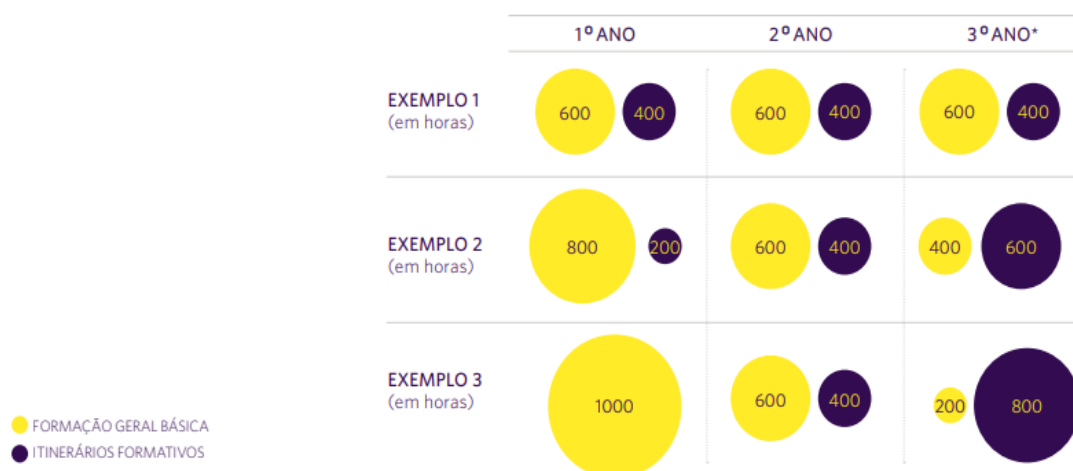 1º ANO 2º ANO 3º ANO*
EXEMPLO 1
(em horas)
600 400 600 400 600 400
EXEMPLO 2
(em horas)
800 200 600 400 400 600
EXEMPLO 3
(em horas)
1000 600 400 200 800
FORMAÇÃO GERAL BÁSICA
ITINERÁRIOS FORMATIVOS